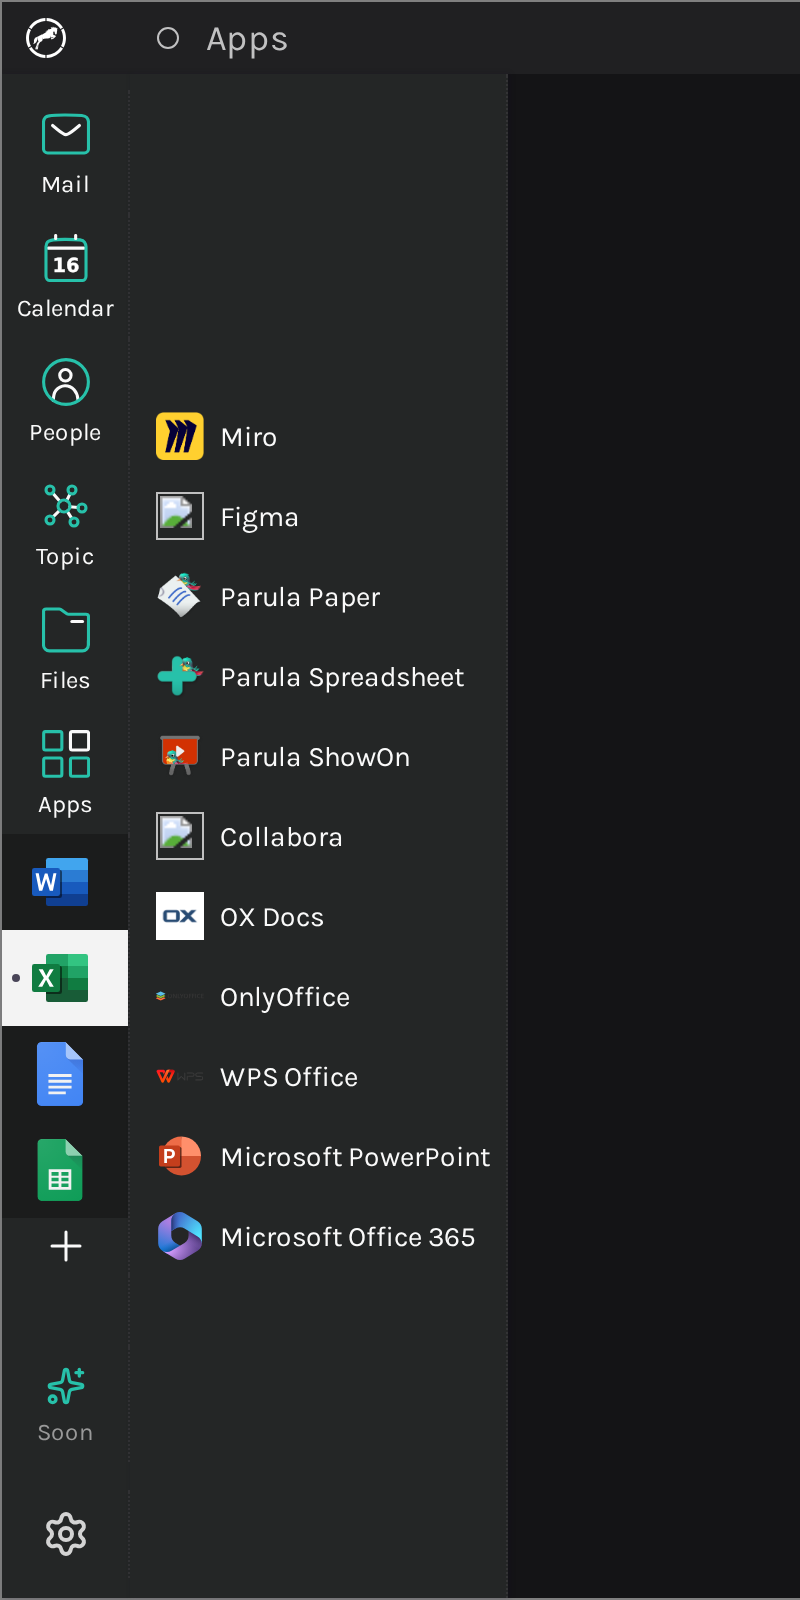 Apps
Mail
16
Calendar
People
Topic
Files
Apps
W
X
Soon
Miro
Figma
Parula Paper
Parula Spreadsheet
Parula ShowOn
Collabora
OX
OX Docs
OnlyOffice
WPS
WPS Office
P
Microsoft PowerPoint
Microsoft Office 365